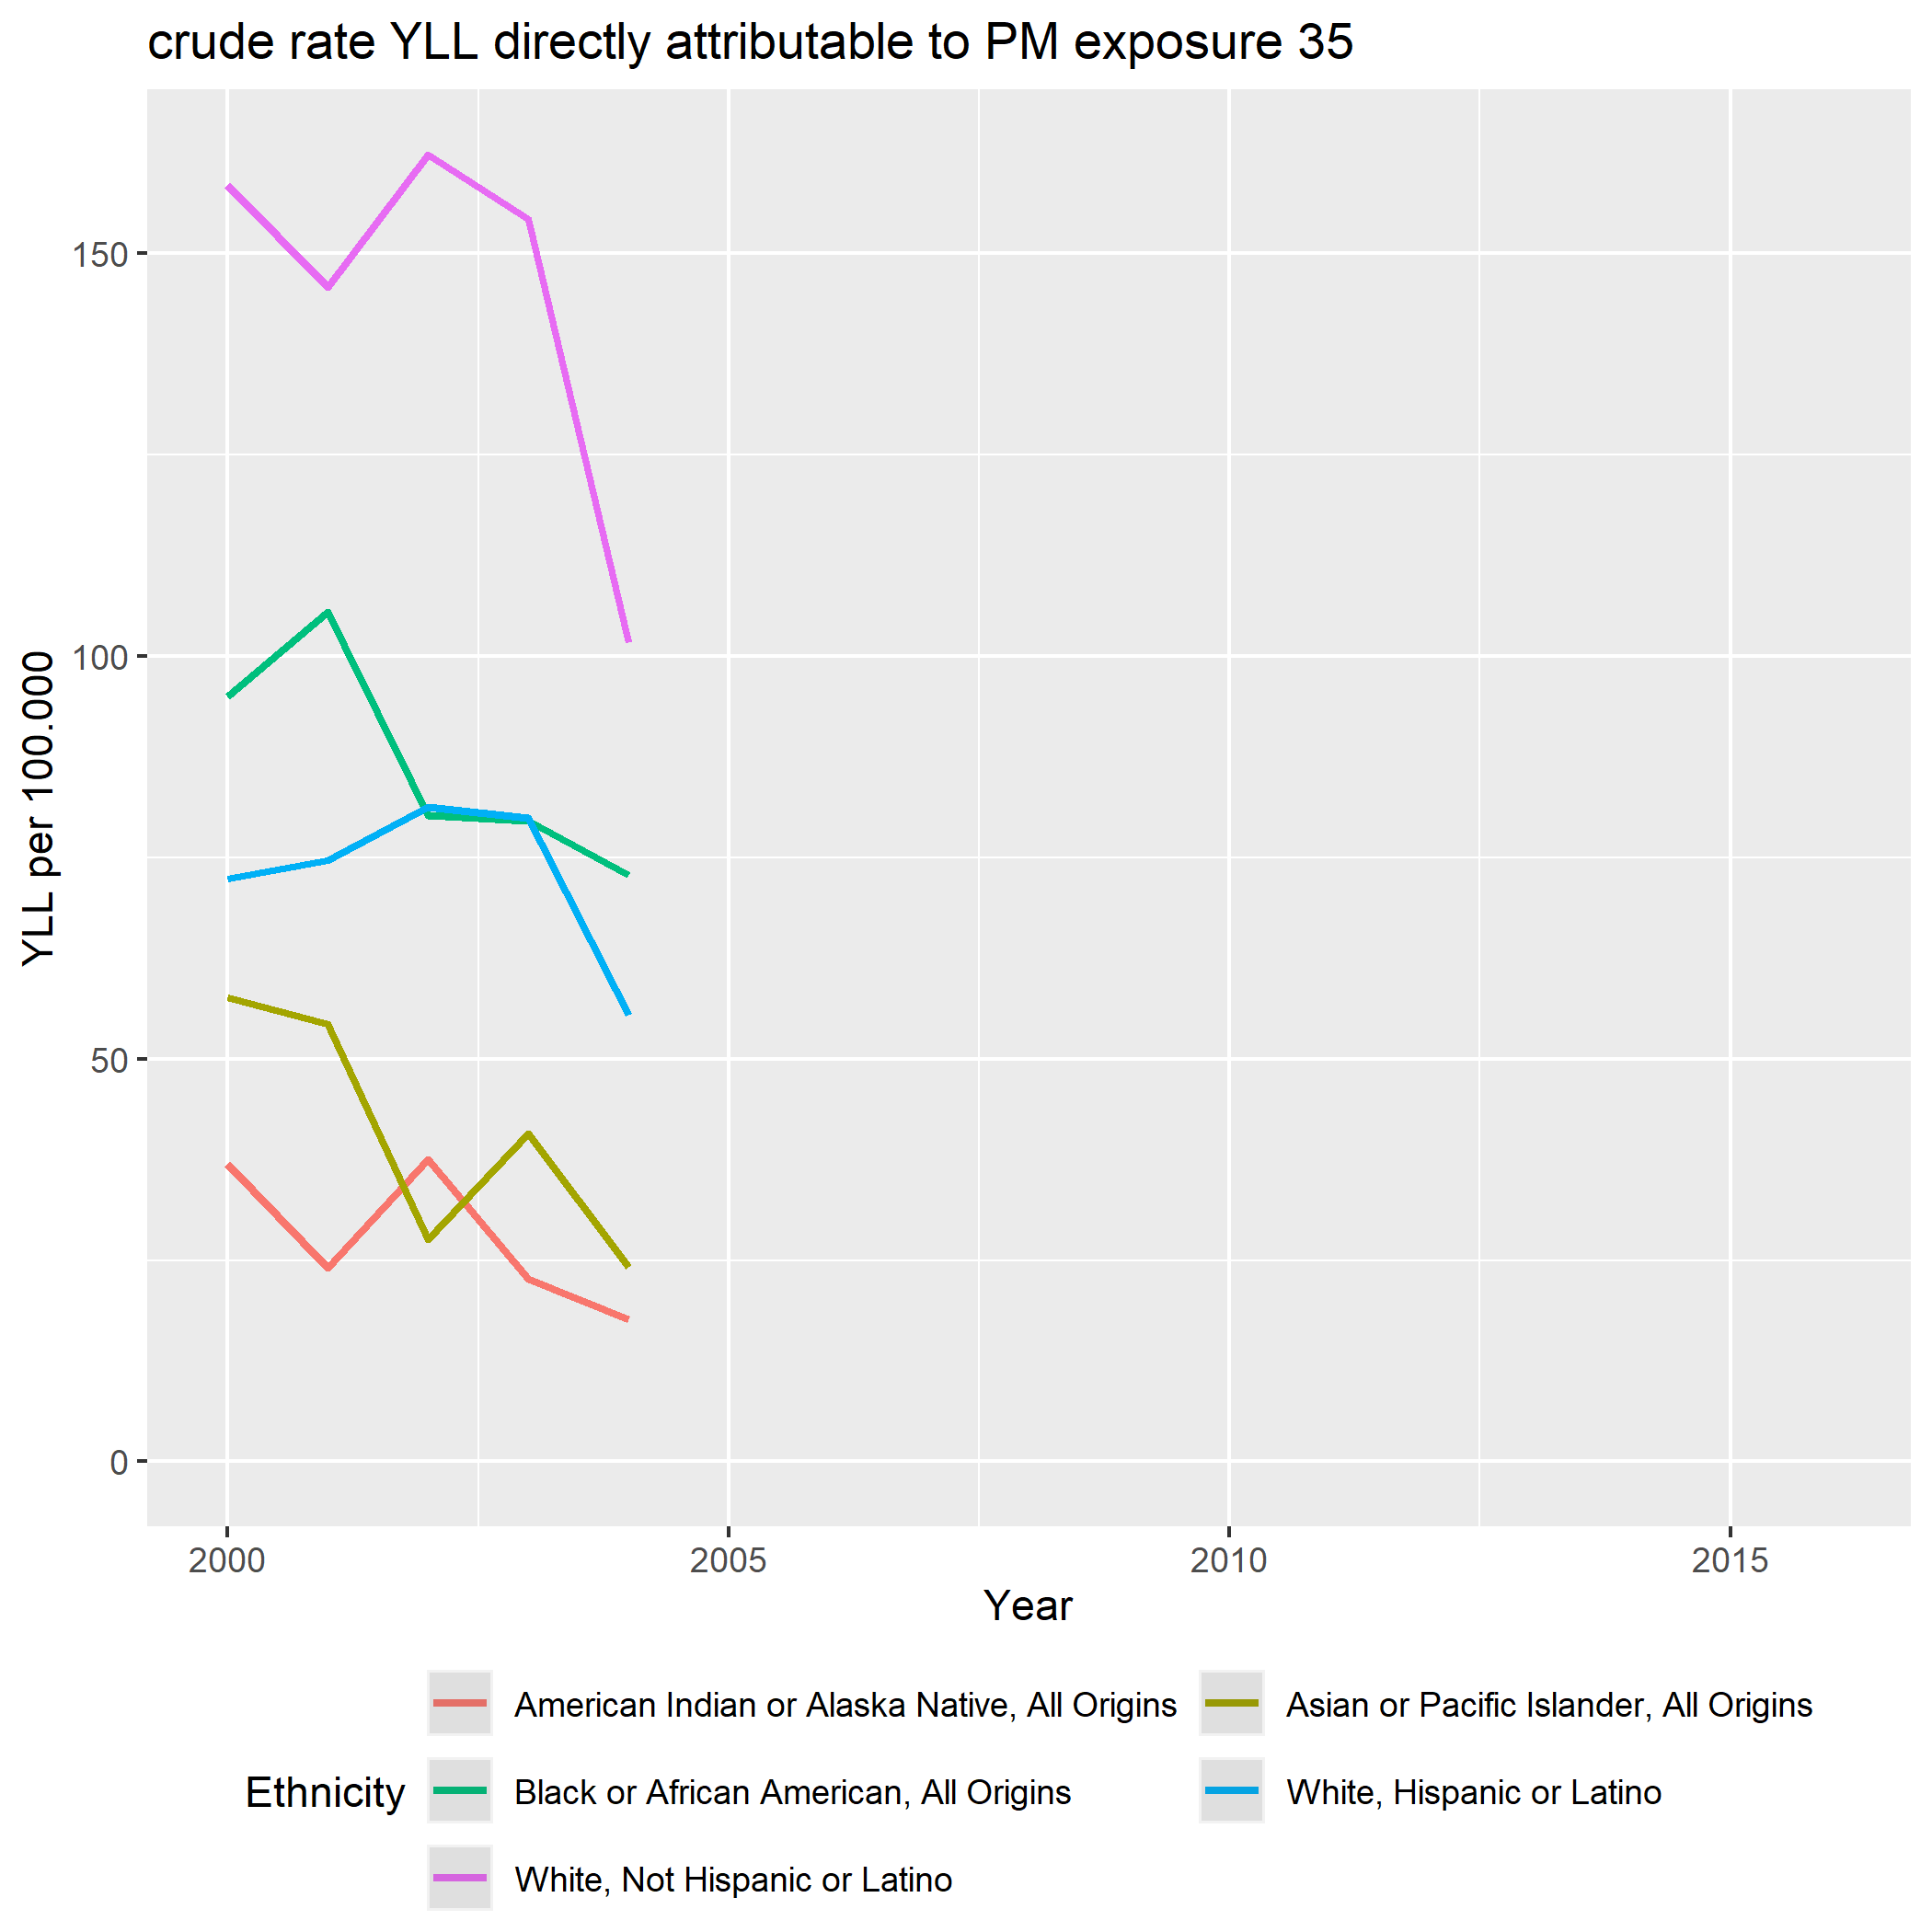 crude rate YLL directly attributable to PM exposure 35
YLL per 100.000
150
100
50
0
2000 2005 2010 2015
Year
Ethnicity
American Indian or Alaska Native, All Origins
Asian or Pacific Islander, All Origins
Black or African American, All Origins
White, Hispanic or Latino
White, Not Hispanic or Latino